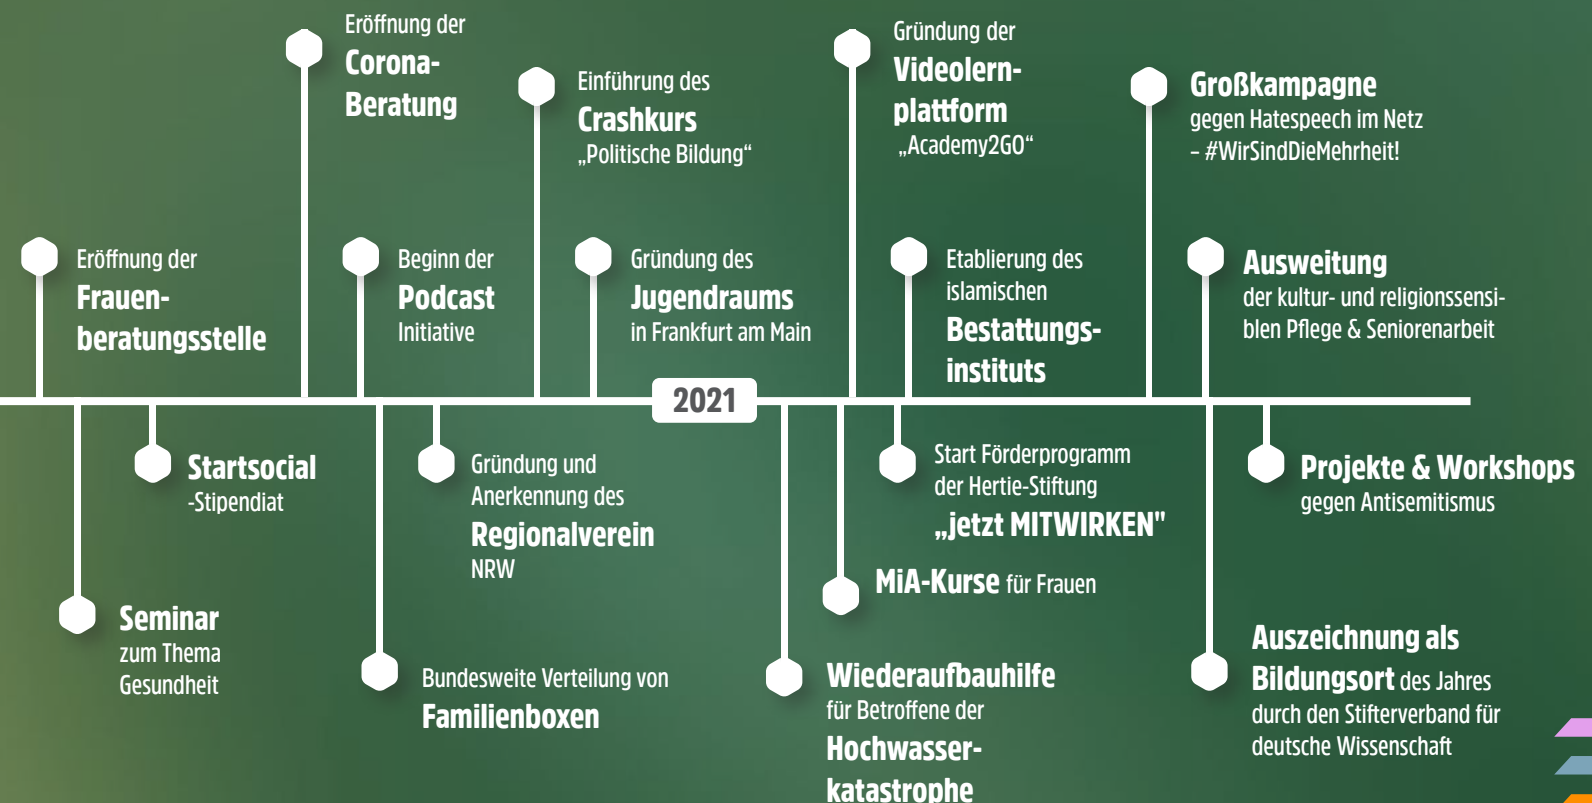 Eröffnung der
Frauen-
beratungsstelle
Seminar
zum Thema
Gesundheit
Startsocial
-Stipendiat
Eröffnung der
Corona-
Beratung
Beginn der
Podcast
Initiative
Bundesweite Verteilung von
Familienboxen
Gründung und
Anerkennung des
Regionalverein
NRW
Einführung des
Crashkurs
„Politische Bildung“
Gründung des
Jugendraums
in Frankfurt am Main
2021
Wiederaufbauhilfe
für Betroffene der
Hochwasser-
katastrophe
MiA-Kurse für Frauen
Gründung der
Videolern-
plattform
„Academy2GO“
Start Förderprogramm
der Hertie-Stiftung
„jetzt MITWIRKEN"
Etablierung des
islamischen
Bestattungs-
instituts
Großkampagne
gegen Hatespeech im Netz
– #WirSindDieMehrheit!
Ausweitung
der kultur- und religionssensi-
blen Pflege & Seniorenarbeit
Auszeichnung als
Bildungsort des Jahres
durch den Stifterverband für
deutsche Wissenschaft
Projekte & Workshops
gegen Antisemitismus